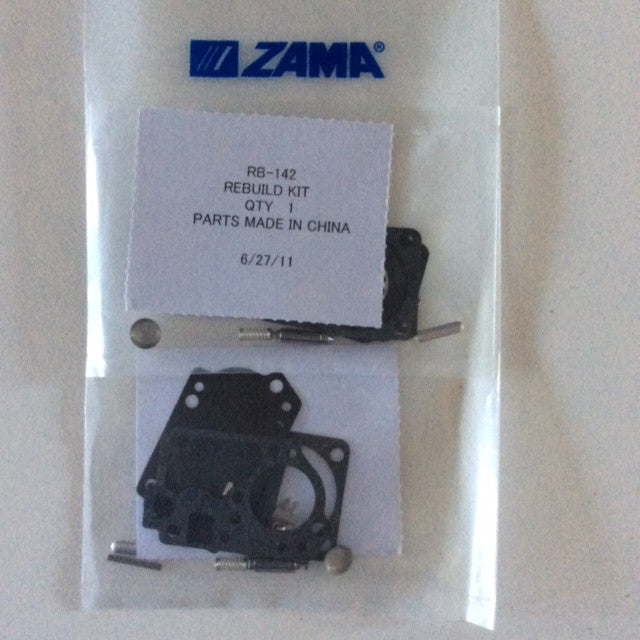 ZAMA®
RB-142
REBUILD KIT
QTY 1
PARTS MADE IN CHINA
6/27/11